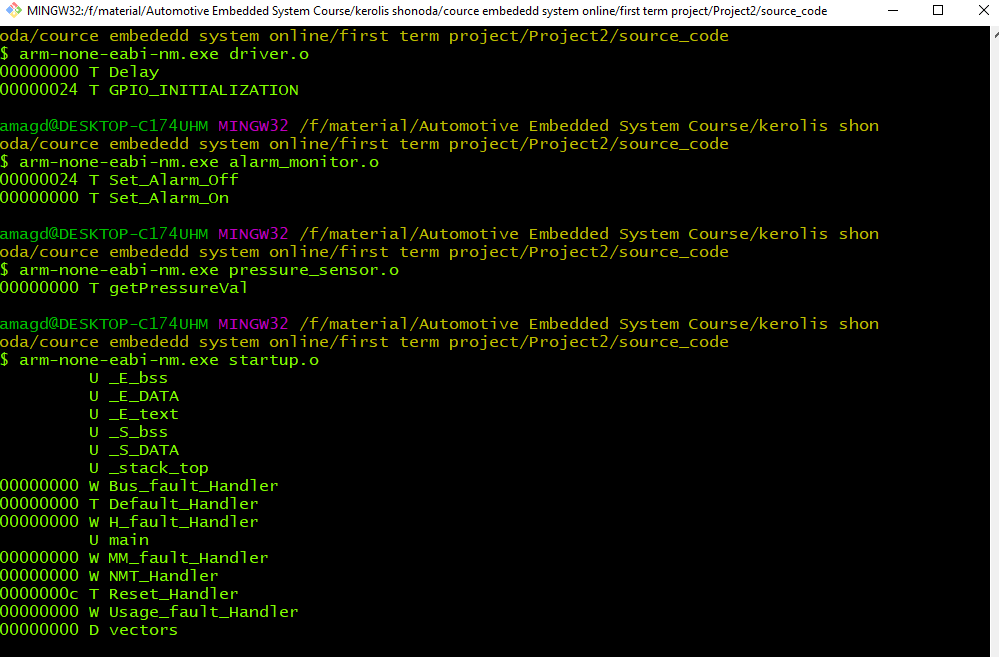 MINGW32:/f/material/Automotive Embedded System Course/kerolis shonoda/cource embededd system online/first term project/Project2/source_code
oda/cource embededd system online/first term project/Project2/source_code
$ arm-none-eabi-nm.exe driver.o
00000000 T Delay
00000024 T GPIO_INITIALIZATION
amagd@DESKTOP-C174UHM MINGW32 /f/material/Automotive Embedded System Course/kerolis shon
oda/cource embededd system online/first term project/Project2/source_code
$ arm-none-eabi-nm.exe alarm_monitor.o
00000024 T Set_Alarm_Off
00000000 T Set_Alarm_On
amagd@DESKTOP-C174UHM MINGW32 /f/material/Automotive Embedded System Course/kerolis shon
oda/cource embededd system online/first term project/Project2/source_code
$ arm-none-eabi-nm.exe pressure_sensor.o
00000000 T getPressureVal
amagd@DESKTOP-C174UHM MINGW32 /f/material/Automotive Embedded System Course/kerolis shon
oda/cource embededd system online/first term project/Project2/source_code
$ arm-none-eabi-nm.exe startup.o
U _E_bss
U _E_DATA
U _E_text
U _S_bss
U _S_DATA
U _stack_top
00000000 W Bus_fault_Handler
00000000 T Default_Handler
00000000 W H_fault_Handler
U main
00000000 W MM_fault_Handler
00000000 W NMT_Handler
0000000c T Reset_Handler
00000000 W Usage_fault_Handler
00000000 D vectors